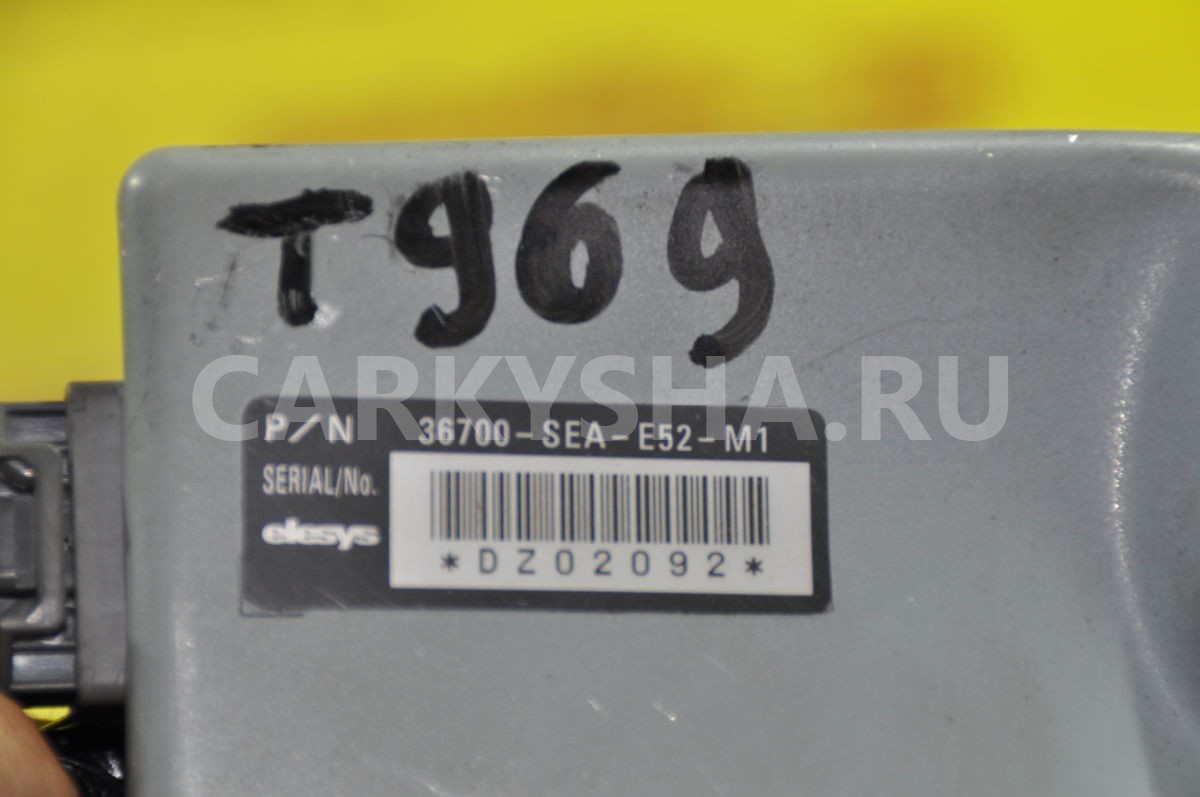 T969
CARKYSHA.RU
P/N 36700-SEA-E52-M1
SERIAL/No.
elesys
*DZ02092*